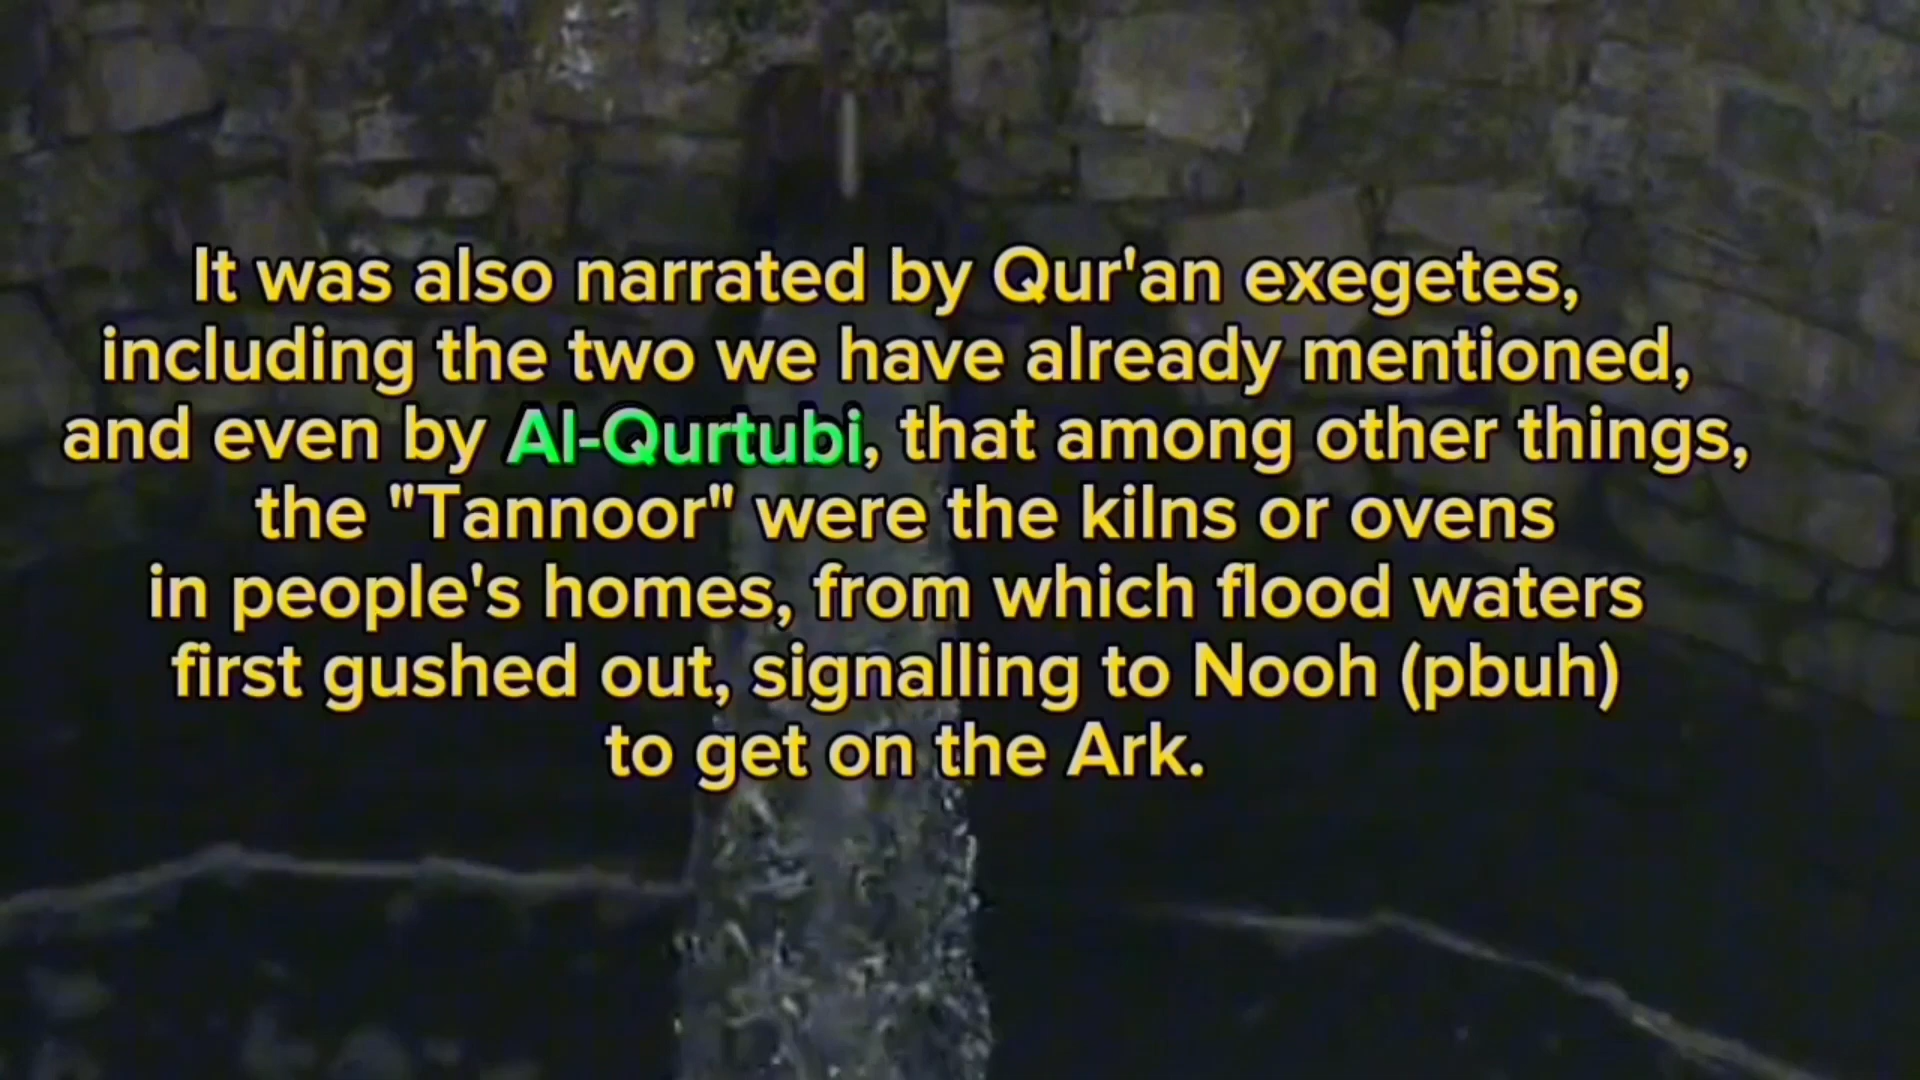 It was also narrated by Qur'an exegetes,
including the two we have already mentioned,
and even by Al-Qurtubi, that among other things,
the "Tannoor" were the kilns or ovens
in people's homes, from which flood waters
first gushed out, signalling to Nooh (pbuh)
to get on the Ark.